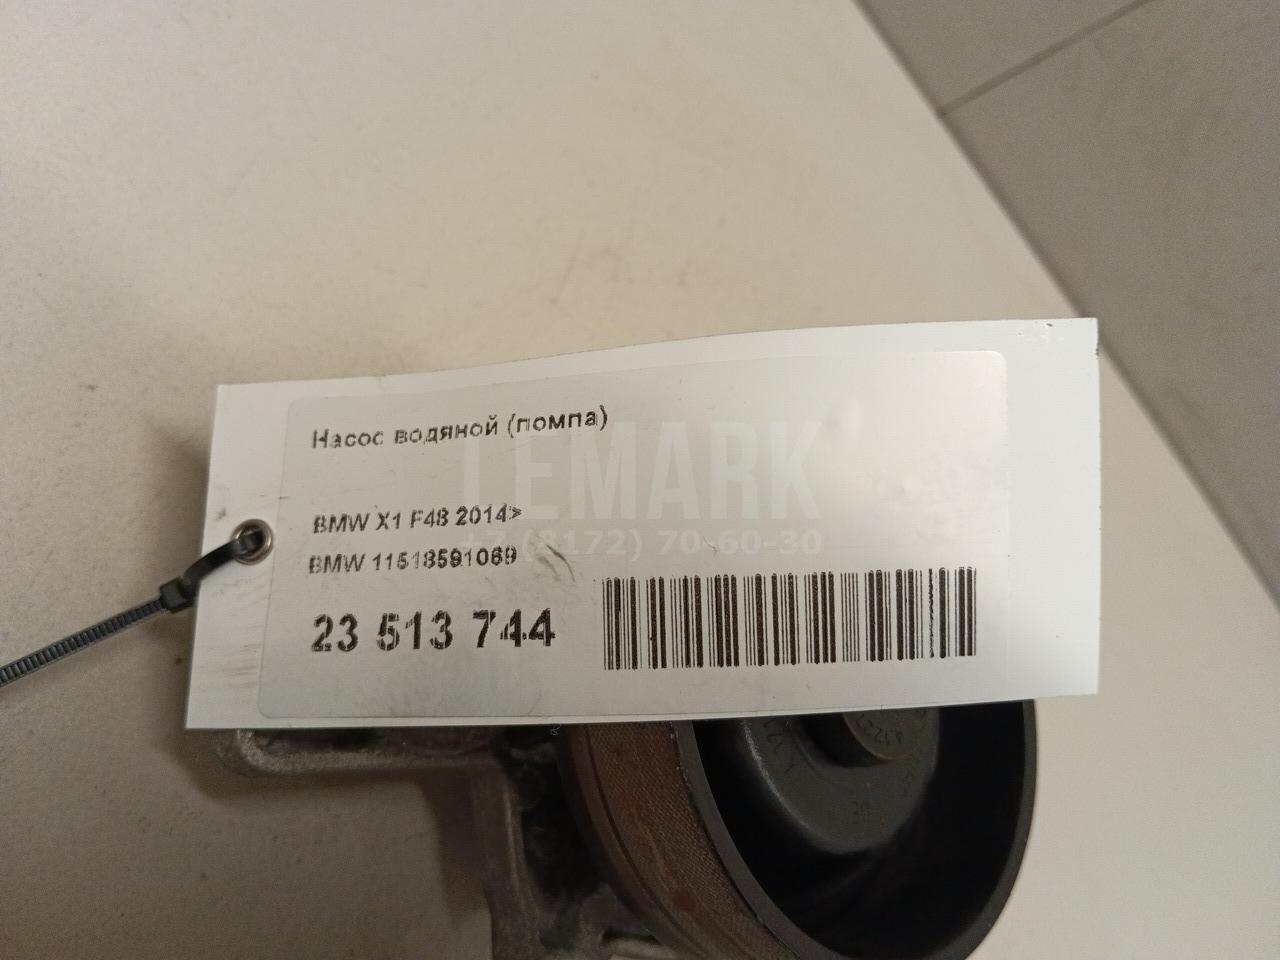 Насос водяной (помпа)
LEMARK
BMW X1 F48 2014>
+7 (8172) 70-60-30
BMW 11518591069
23 513 744